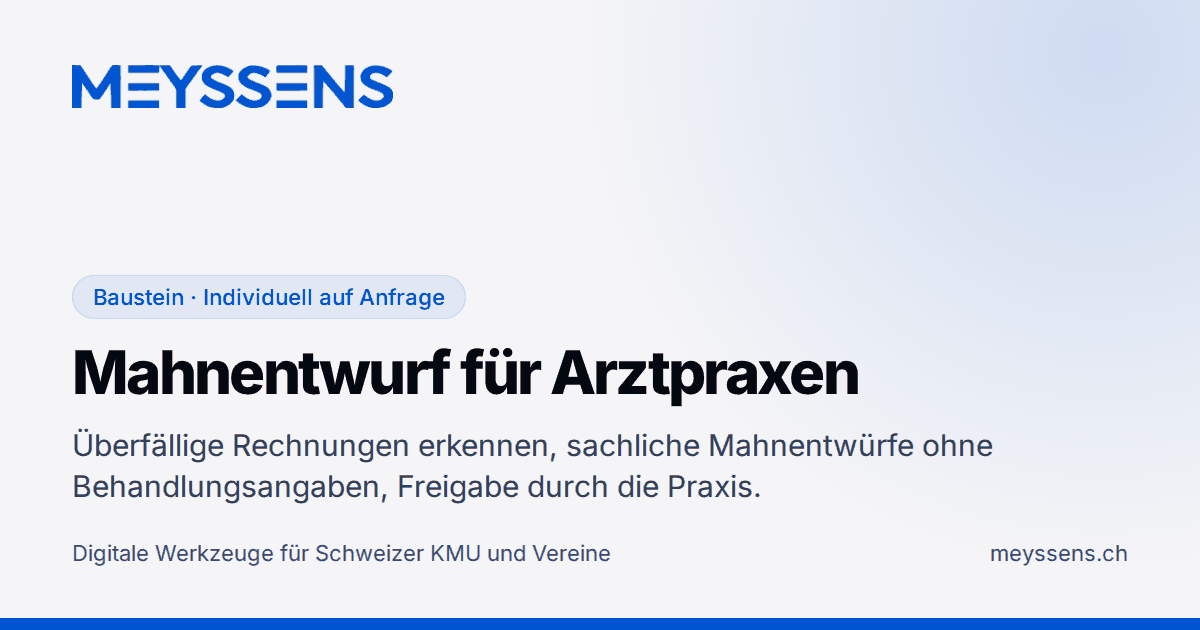 MEYSSENS
Baustein · Individuell auf Anfrage
Mahnentwurf für Arztpraxen
Überfällige Rechnungen erkennen, sachliche Mahnentwürfe ohne
Behandlungsangaben, Freigabe durch die Praxis.
Digitale Werkzeuge für Schweizer KMU und Vereine
meyssens.ch